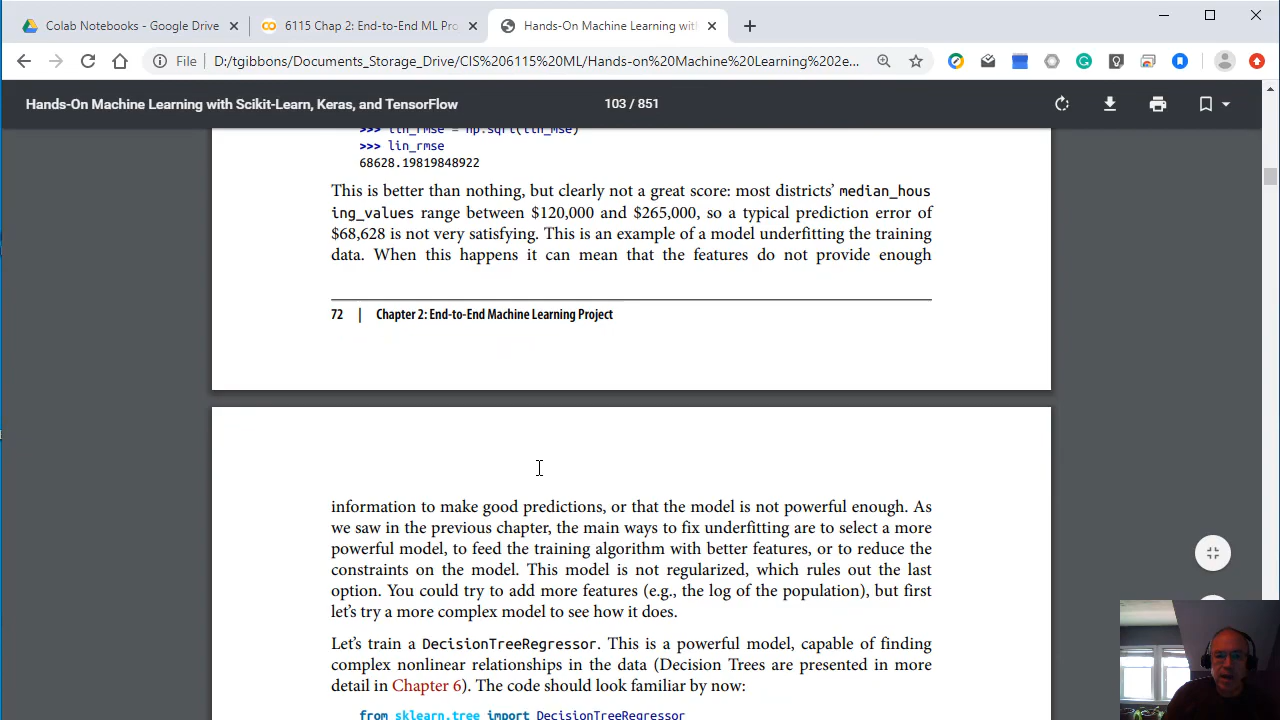 Colab Notebooks - Google Drive
6115 Chap 2: End-to-End ML Pro
Hands-On Machine Learning with
File
D:/tgibbons/Documents_Storage_Drive/CIS%206115%20ML/Hands-on%20Machine%20Learning%202e...
Hands-On Machine Learning with Scikit-Learn, Keras, and TensorFlow
103 / 851
>>> lin_rmse = np.sqrt(lin_mse)
>>> lin_rmse
68628.19819848922
This is better than nothing, but clearly not a great score: most districts’ median_hous
ing_values range between $120,000 and $265,000, so a typical prediction error of
$68,628 is not very satisfying. This is an example of a model underfitting the training
data. When this happens it can mean that the features do not provide enough
72 | Chapter 2: End-to-End Machine Learning Project
information to make good predictions, or that the model is not powerful enough. As
we saw in the previous chapter, the main ways to fix underfitting are to select a more
powerful model, to feed the training algorithm with better features, or to reduce the
constraints on the model. This model is not regularized, which rules out the last
option. You could try to add more features (e.g., the log of the population), but first
let’s try a more complex model to see how it does.
Let’s train a DecisionTreeRegressor. This is a powerful model, capable of finding
complex nonlinear relationships in the data (Decision Trees are presented in more
detail in Chapter 6). The code should look familiar by now:
from sklearn.tree import DecisionTreeRegressor